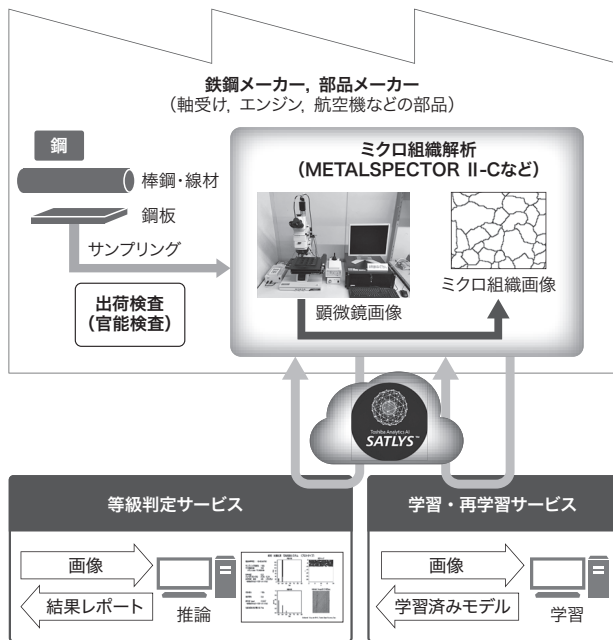 鉄鋼メーカー, 部品メーカー
（軸受け, エンジン, 航空機などの部品）
鋼
棒鋼・線材
鋼板
サンプリング
出荷検査
（官能検査）
ミクロ組織解析
（METALSPECTOR II-Cなど）
顕微鏡画像
ミクロ組織画像
Toshiba Analytics AI
SATLYS™
等級判定サービス
画像
結果レポート
推論
学習・再学習サービス
画像
学習済みモデル
学習